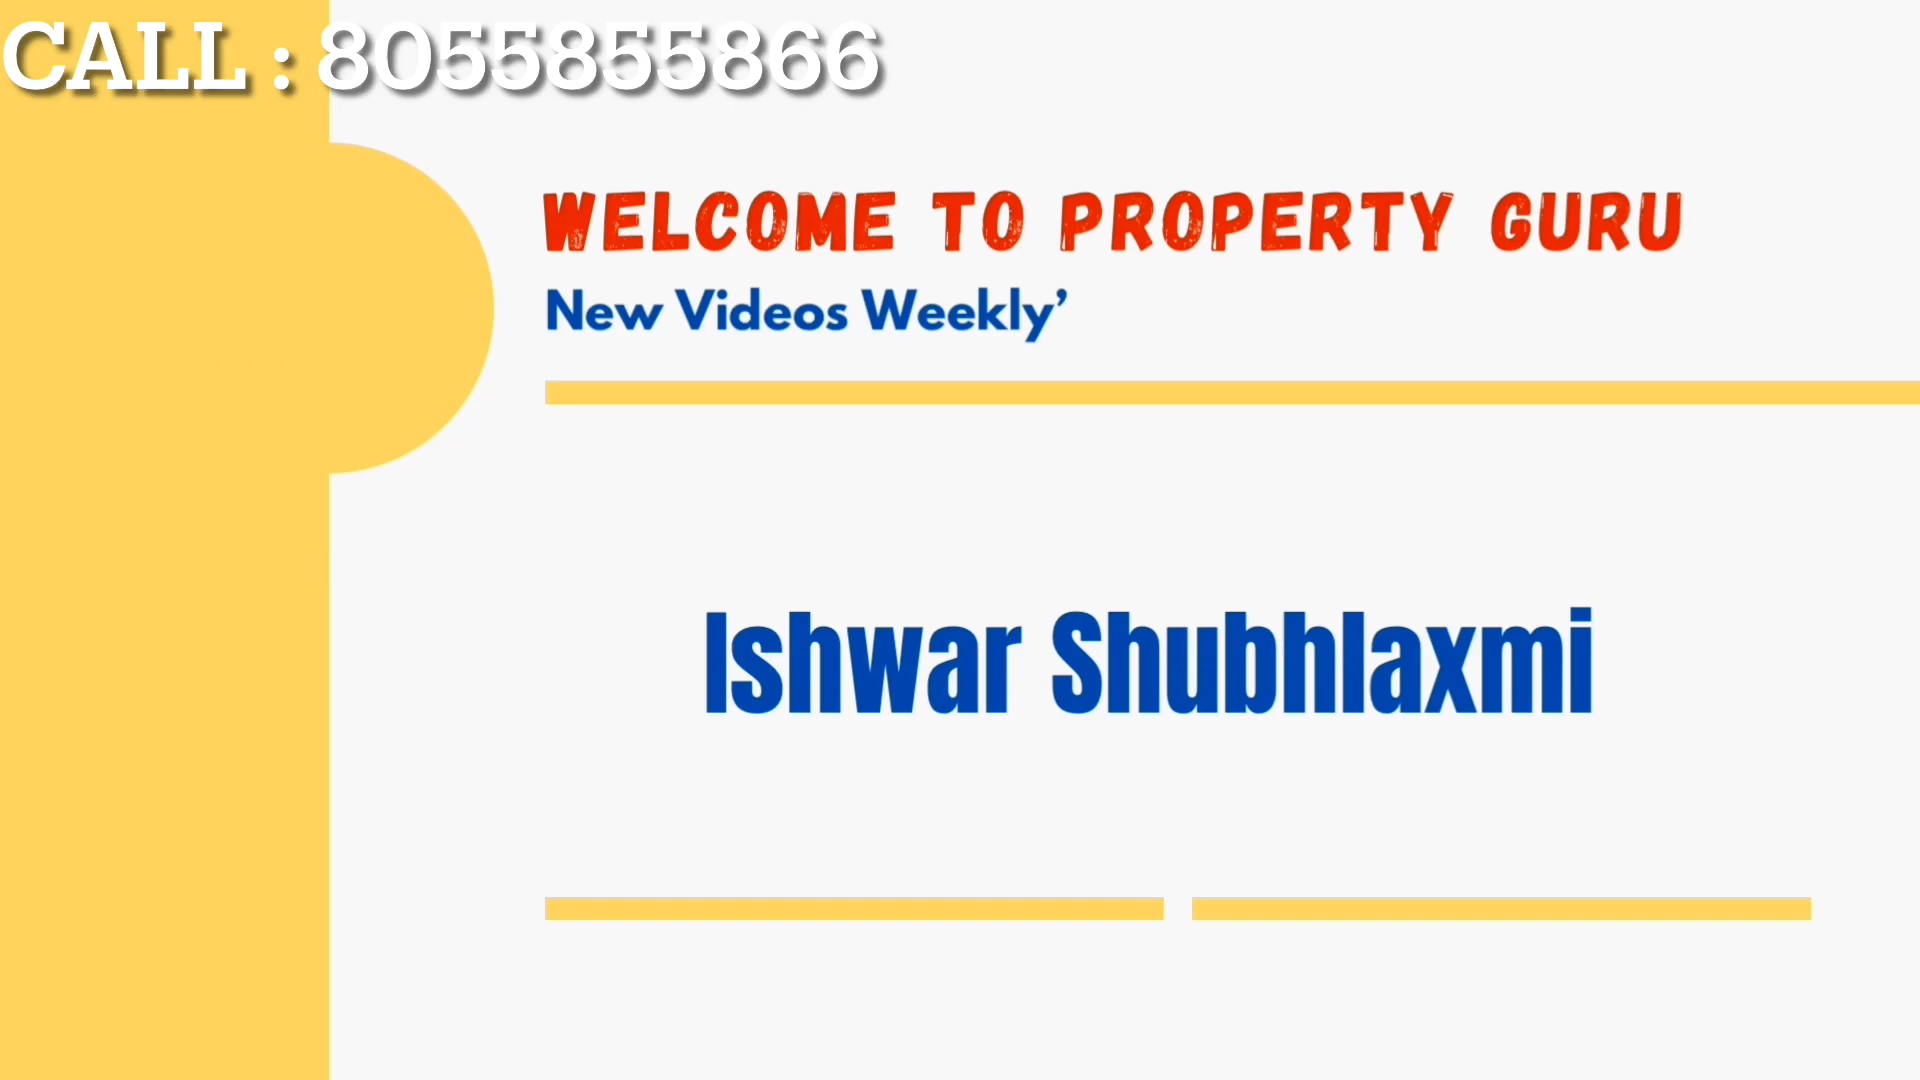 CALL : 8055855866
WELCOME TO PROPERTY GURU
New Videos Weekly’
Ishwar Shubhlaxmi